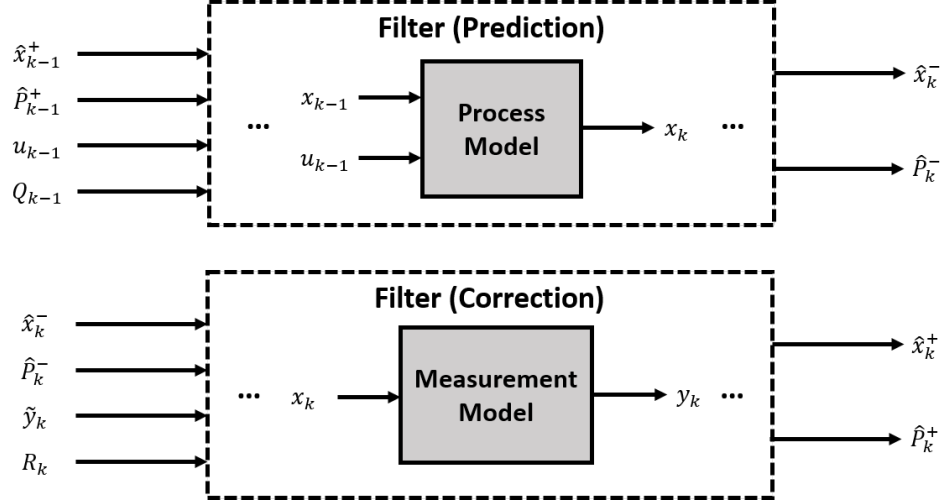 Filter (Prediction)
x̂⁺ₖ₋₁
P̂⁺ₖ₋₁
uₖ₋₁
Qₖ₋₁
...
xₖ₋₁
uₖ₋₁
Process
Model
xₖ
...
x̂⁻ₖ
P̂⁻ₖ
Filter (Correction)
x̂⁻ₖ
P̂⁻ₖ
ỹₖ
Rₖ
...
xₖ
Measurement
Model
yₖ
...
x̂⁺ₖ
P̂⁺ₖ